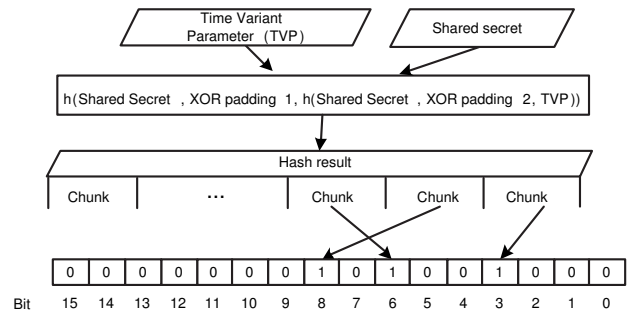 Time Variant
Parameter (TVP)
Shared secret
h(Shared Secret , XOR padding 1, h(Shared Secret , XOR padding 2, TVP))
Hash result
Chunk ... Chunk Chunk Chunk
0 0 0 0 0 0 0 1 0 1 0 0 1 0 0 0
Bit 15 14 13 12 11 10 9 8 7 6 5 4 3 2 1 0